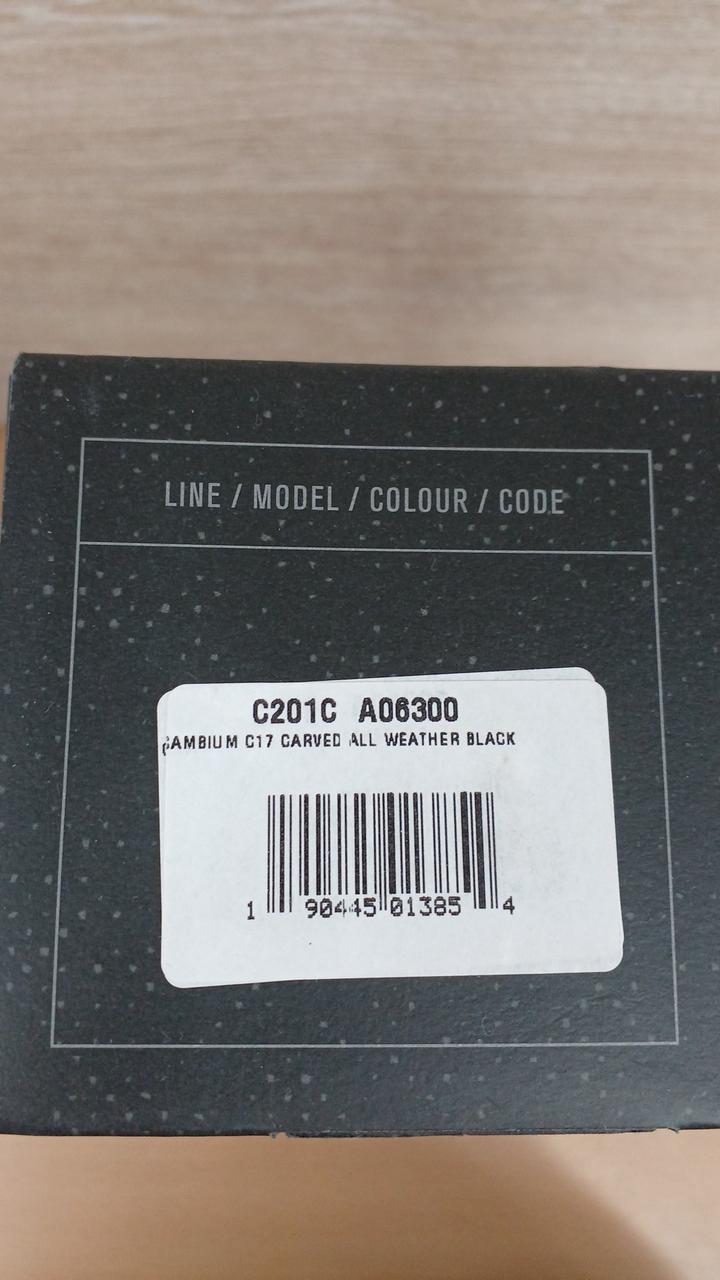 LINE / MODEL / COLOUR / CODE
C201C A06300
CAMBIUM C17 CARVED ALL WEATHER BLACK
1 90445 01385 4